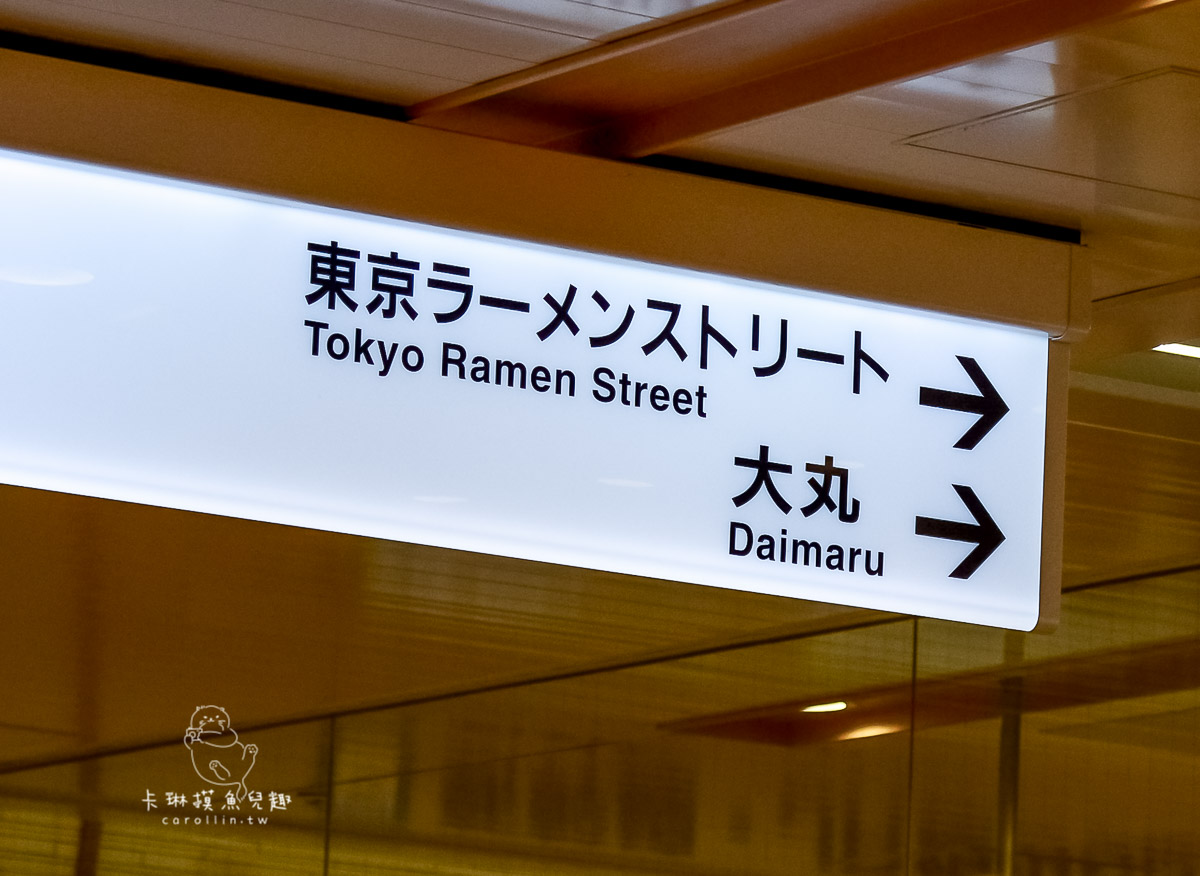 東京ラーメンストリート →
Tokyo Ramen Street
大丸 →
Daimaru
卡琳摸魚兒趣
carollin.tw